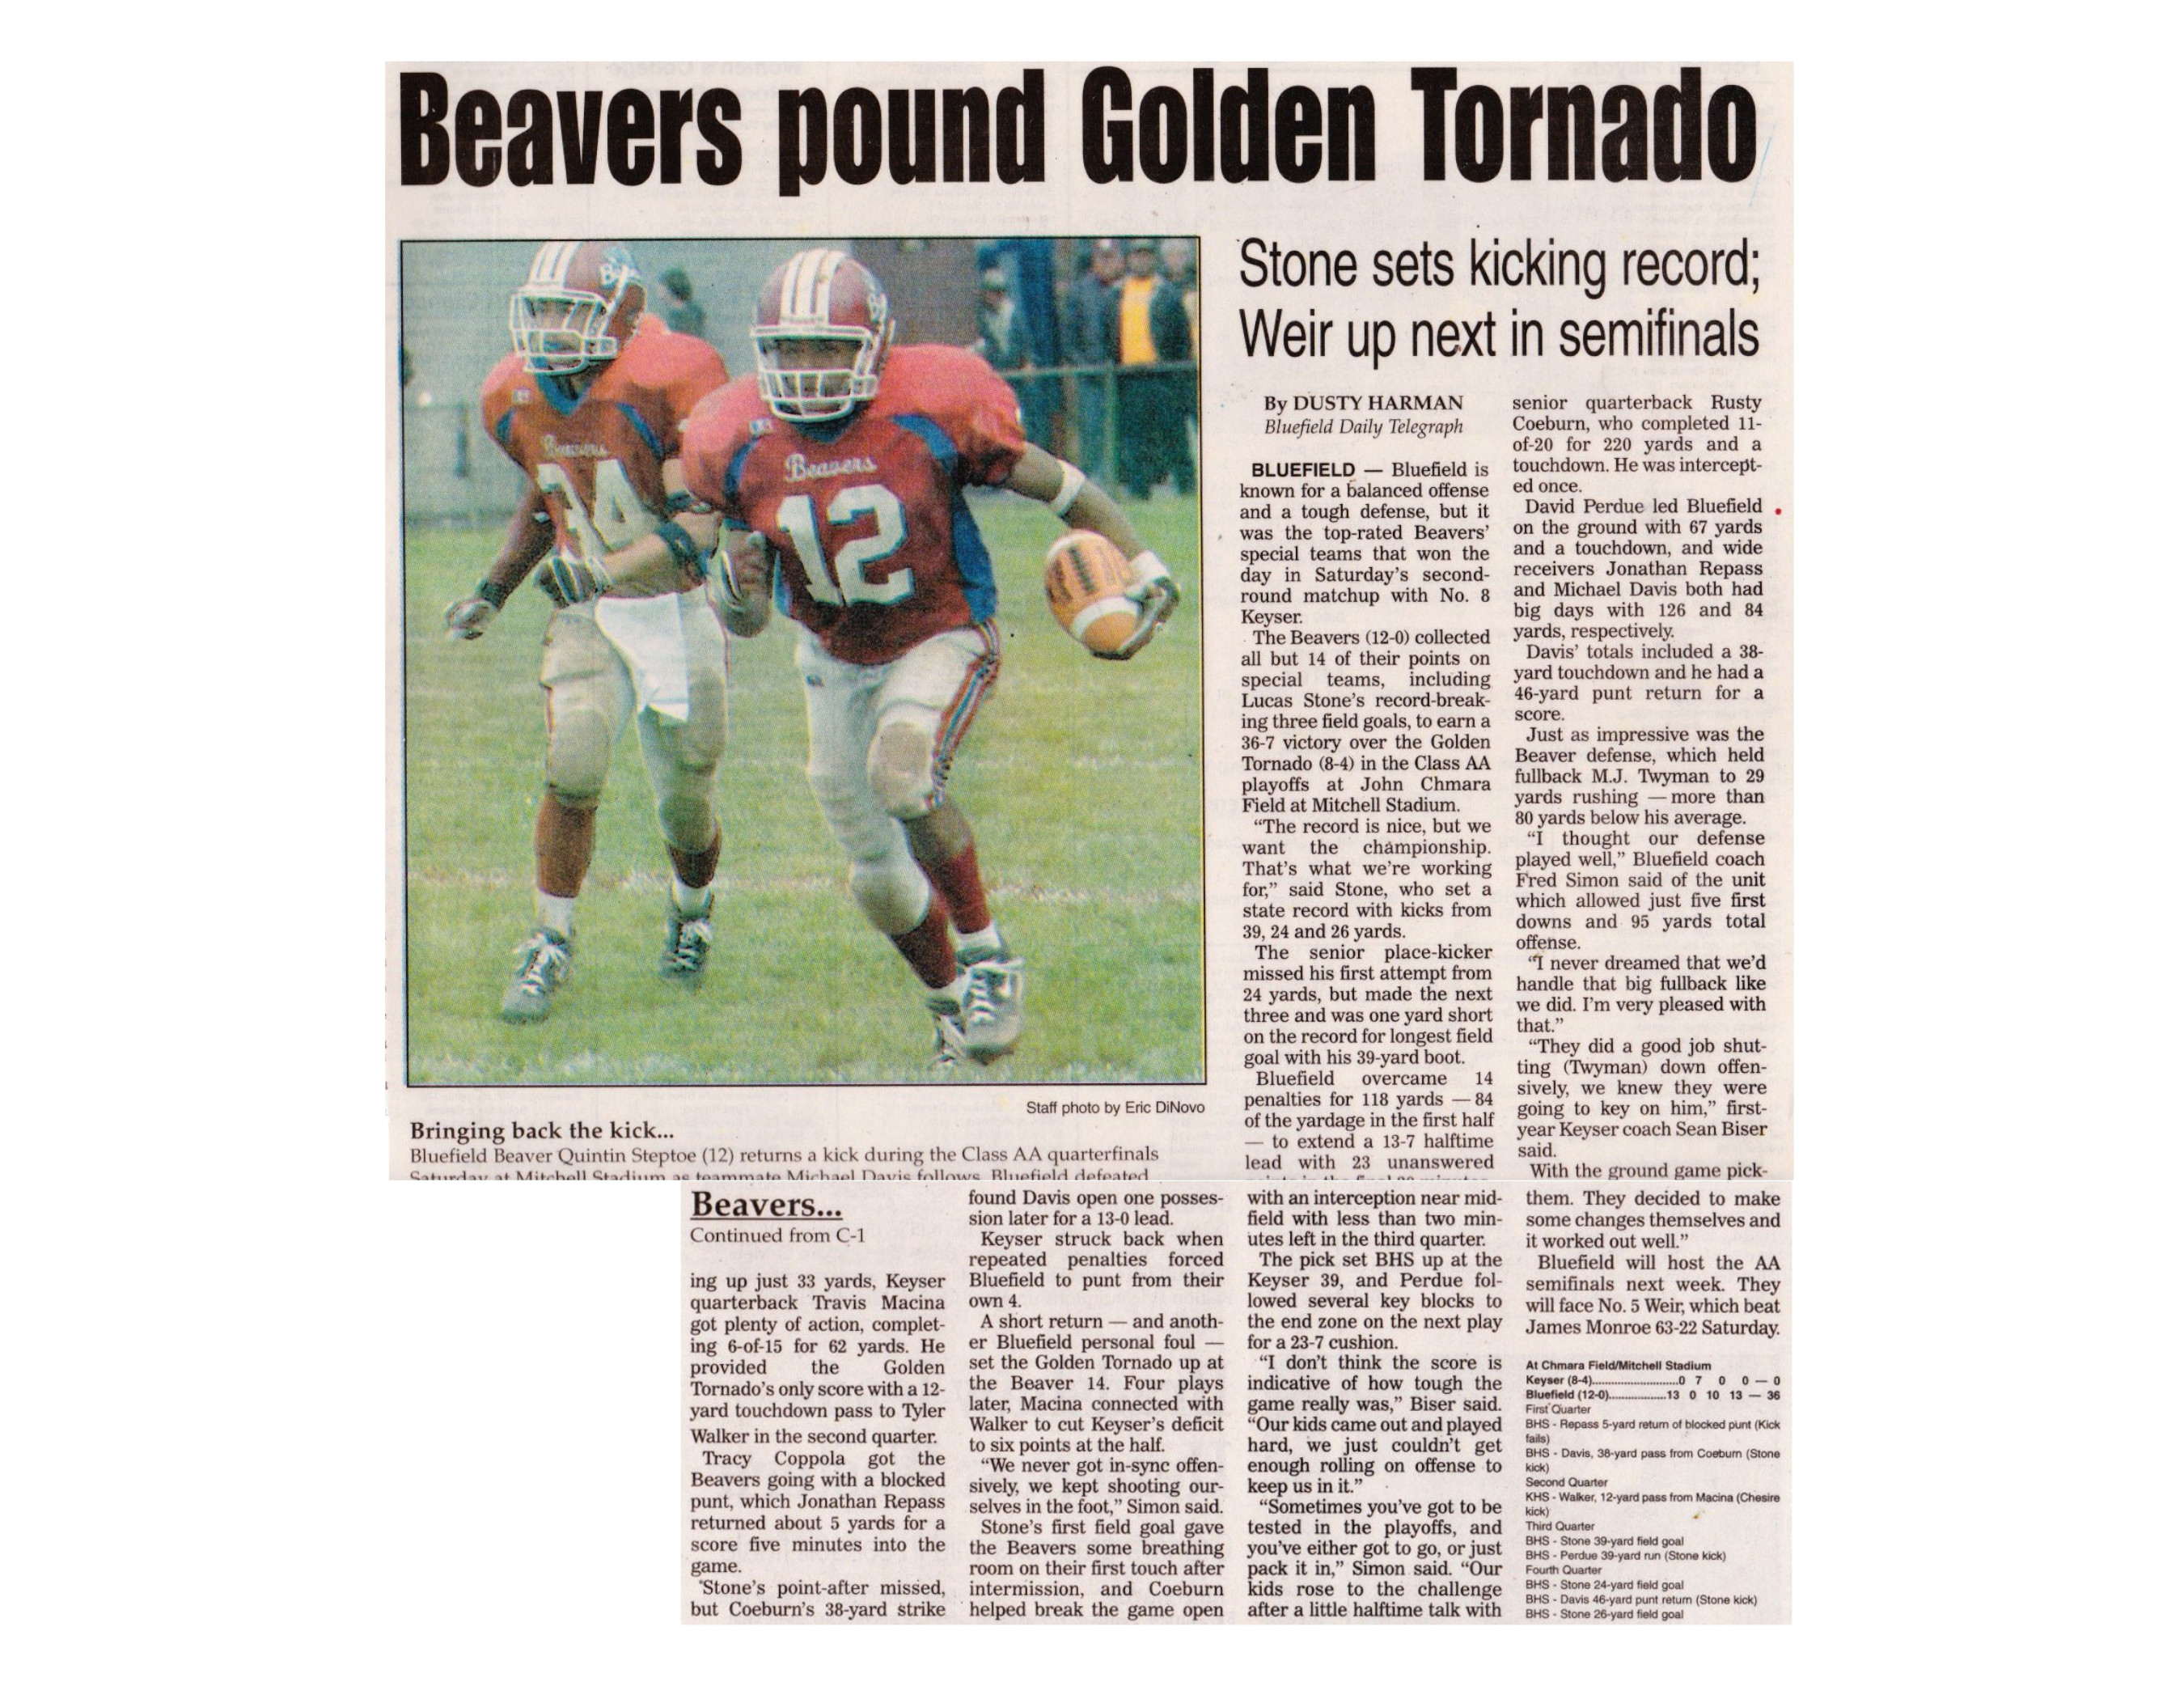 Beavers pound Golden Tornado
Beavers
34
Beavers
12
Staff photo by Eric DiNovo
Bringing back the kick...
Bluefield Beaver Quintin Steptoe (12) returns a kick during the Class AA quarterfinals
Saturday at Mitchell Stadium as teammate Michael Davis follows. Bluefield defeated
Stone sets kicking record;
Weir up next in semifinals
By DUSTY HARMAN
Bluefield Daily Telegraph
BLUEFIELD — Bluefield is
known for a balanced offense
and a tough defense, but it
was the top-rated Beavers'
special teams that won the
day in Saturday's second-
round matchup with No. 8
Keyser.
The Beavers (12-0) collected
all but 14 of their points on
special teams, including
Lucas Stone's record-break-
ing three field goals, to earn a
36-7 victory over the Golden
Tornado (8-4) in the Class AA
playoffs at John Chmara
Field at Mitchell Stadium.
“The record is nice, but we
want the championship.
That's what we're working
for,” said Stone, who set a
state record with kicks from
39, 24 and 26 yards.
The senior place-kicker
missed his first attempt from
24 yards, but made the next
three and was one yard short
on the record for longest field
goal with his 39-yard boot.
Bluefield overcame 14
penalties for 118 yards — 84
of the yardage in the first half
— to extend a 13-7 halftime
lead with 23 unanswered
senior quarterback Rusty
Coeburn, who completed 11-
of-20 for 220 yards and a
touchdown. He was intercept-
ed once.
David Perdue led Bluefield
on the ground with 67 yards
and a touchdown, and wide
receivers Jonathan Repass
and Michael Davis both had
big days with 126 and 84
yards, respectively.
Davis' totals included a 38-
yard touchdown and he had a
46-yard punt return for a
score.
Just as impressive was the
Beaver defense, which held
fullback M.J. Twyman to 29
yards rushing — more than
80 yards below his average.
“I thought our defense
played well,” Bluefield coach
Fred Simon said of the unit
which allowed just five first
downs and 95 yards total
offense.
“I never dreamed that we'd
handle that big fullback like
we did. I'm very pleased with
that.”
“They did a good job shut-
ting (Twyman) down offen-
sively, we knew they were
going to key on him,” first-
year Keyser coach Sean Biser
said.
With the ground game pick-
Beavers...
Continued from C-1
ing up just 33 yards, Keyser
quarterback Travis Macina
got plenty of action, complet-
ing 6-of-15 for 62 yards. He
provided the Golden
Tornado's only score with a 12-
yard touchdown pass to Tyler
Walker in the second quarter.
Tracy Coppola got the
Beavers going with a blocked
punt, which Jonathan Repass
returned about 5 yards for a
score five minutes into the
game.
Stone's point-after missed,
but Coeburn's 38-yard strike
found Davis open one posses-
sion later for a 13-0 lead.
Keyser struck back when
repeated penalties forced
Bluefield to punt from their
own 4.
A short return — and anoth-
er Bluefield personal foul —
set the Golden Tornado up at
the Beaver 14. Four plays
later, Macina connected with
Walker to cut Keyser's deficit
to six points at the half.
“We never got in-sync offen-
sively, we kept shooting our-
selves in the foot,” Simon said.
Stone's first field goal gave
the Beavers some breathing
room on their first touch after
intermission, and Coeburn
helped break the game open
with an interception near mid-
field with less than two min-
utes left in the third quarter.
The pick set BHS up at the
Keyser 39, and Perdue fol-
lowed several key blocks to
the end zone on the next play
for a 23-7 cushion.
“I don't think the score is
indicative of how tough the
game really was,” Biser said.
“Our kids came out and played
hard, we just couldn't get
enough rolling on offense to
keep us in it.”
“Sometimes you've got to be
tested in the playoffs, and
you've either got to go, or just
pack it in,” Simon said. “Our
kids rose to the challenge
after a little halftime talk with
them. They decided to make
some changes themselves and
it worked out well.”
Bluefield will host the AA
semifinals next week. They
will face No. 5 Weir, which beat
James Monroe 63-22 Saturday.
At Chmara Field/Mitchell Stadium
Keyser (8-4)............................0 7 0 0 — 0
Bluefield (12-0)...................13 0 10 13 — 36
First Quarter
BHS - Repass 5-yard return of blocked punt (Kick
fails)
BHS - Davis, 38-yard pass from Coeburn (Stone
kick)
Second Quarter
KHS - Walker, 12-yard pass from Macina (Chesire
kick)
Third Quarter
BHS - Stone 39-yard field goal
BHS - Perdue 39-yard run (Stone kick)
Fourth Quarter
BHS - Stone 24-yard field goal
BHS - Davis 46-yard punt return (Stone kick)
BHS - Stone 26-yard field goal